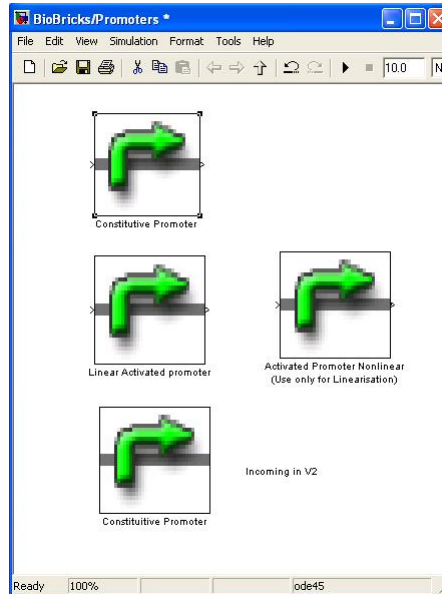 BioBricks/Promoters *
File Edit View Simulation Format Tools Help
10.0
Constitutive Promoter
Linear Activated promoter
Activated Promoter Nonlinear
(Use only for Linearisation)
Constituitive Promoter
Incoming in V2
Ready 100% ode45